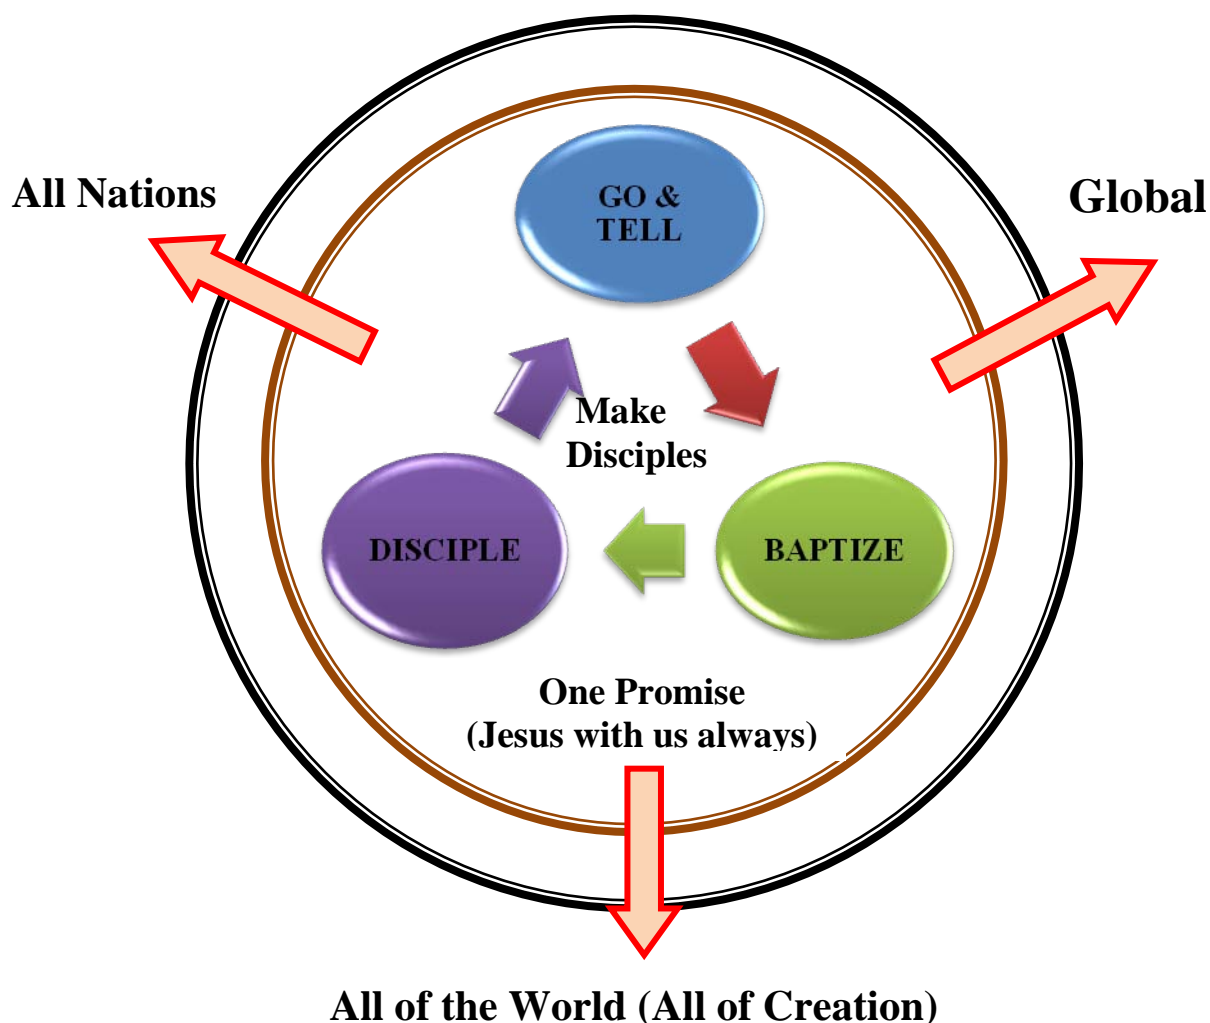 All Nations
Global
GO &
TELL
Make
Disciples
DISCIPLE
BAPTIZE
One Promise
(Jesus with us always)
All of the World (All of Creation)